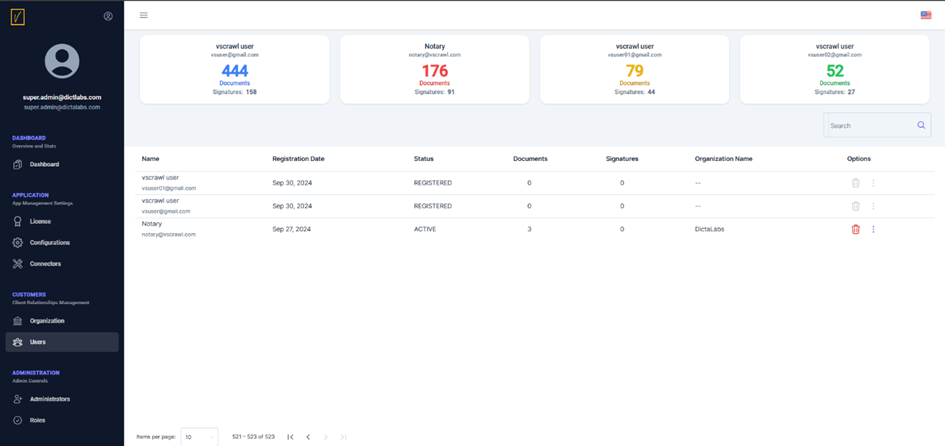 super.admin@dictlabs.com
super.admin@dictalabs.com
DASHBOARD
Overview and Stats
Dashboard
APPLICATION
App Management Settings
License
Configurations
Connectors
CUSTOMERS
Client Relationships Management
Organization
Users
ADMINISTRATION
Admin Controls
Administrators
Roles
vscrawl user
vsuser@gmail.com
444
Documents
Signatures: 158
Notary
notary@vscrawl.com
176
Documents
Signatures: 91
vscrawl user
vsuser01@gmail.com
79
Documents
Signatures: 44
vscrawl user
vsuser02@gmail.com
52
Documents
Signatures: 27
Search
Name Registration Date Status Documents Signatures Organization Name Options
vscrawl user
vsuser01@gmail.com
Sep 30, 2024 REGISTERED 0 0 --
vscrawl user
vsuser@gmail.com
Sep 30, 2024 REGISTERED 0 0 --
Notary
notary@vscrawl.com
Sep 27, 2024 ACTIVE 3 0 DictaLabs
Items per page: 10 521 – 523 of 523